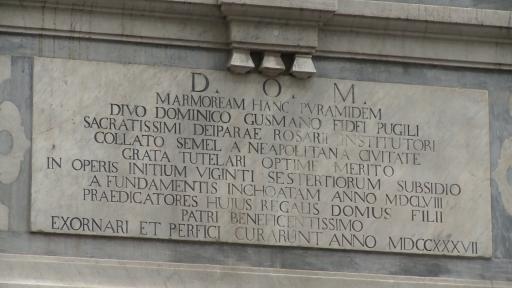 D. O. M.
MARMOREAM HANC PYRAMIDEM
DIVO DOMINICO GUSMANO FIDEI PUGILI
SACRATISSIMI DEIPARAE ROSARII INSTITUTORI
COLLATO SEMEL A NEAPOLITANA CIVITATE
GRATA TUTELARI OPTIME MERITO
IN OPERIS INITIUM VIGINTI SESTERTIORUM SUBSIDIO
A FUNDAMENTIS INCHOATAM ANNO MDCLVIII
PRAEDICATORES HUIUS REGALIS DOMUS FILII
PATRI BENEFICENTISSIMO
EXORNARI ET PERFICI CURARUNT ANNO MDCCXXXVII